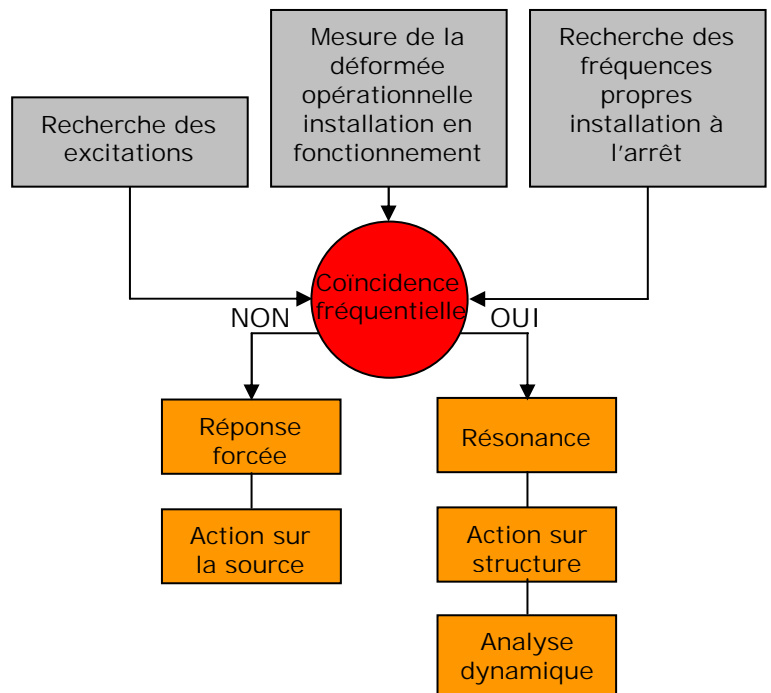 Recherche des
excitations
Mesure de la
déformée
opérationnelle
installation en
fonctionnement
Recherche des
fréquences
propres
installation à
l'arrêt
Coïncidence
fréquentielle
NON
OUI
Réponse
forcée
Action sur
la source
Résonance
Action sur
structure
Analyse
dynamique